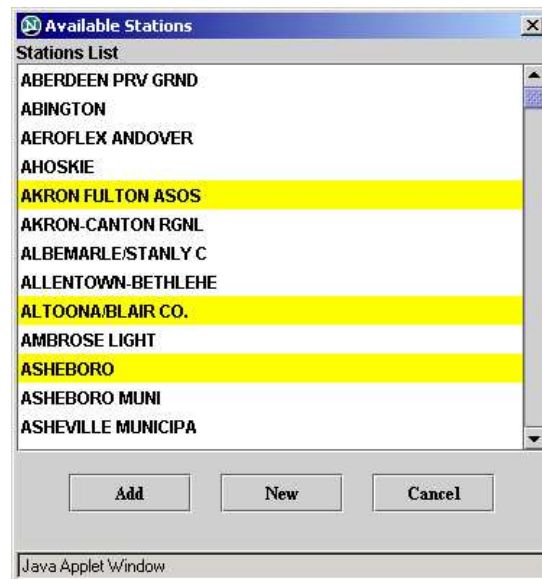 Available Stations
Stations List
ABERDEEN PRV GRND
ABINGTON
AEROFLEX ANDOVER
AHOSKIE
AKRON FULTON ASOS
AKRON-CANTON RGNL
ALBEMARLE/STANLY C
ALLENTOWN-BETHLEHE
ALTOONA/BLAIR CO.
AMBROSE LIGHT
ASHEBORO
ASHEBORO MUNI
ASHEVILLE MUNICIPA
Add New Cancel
Java Applet Window